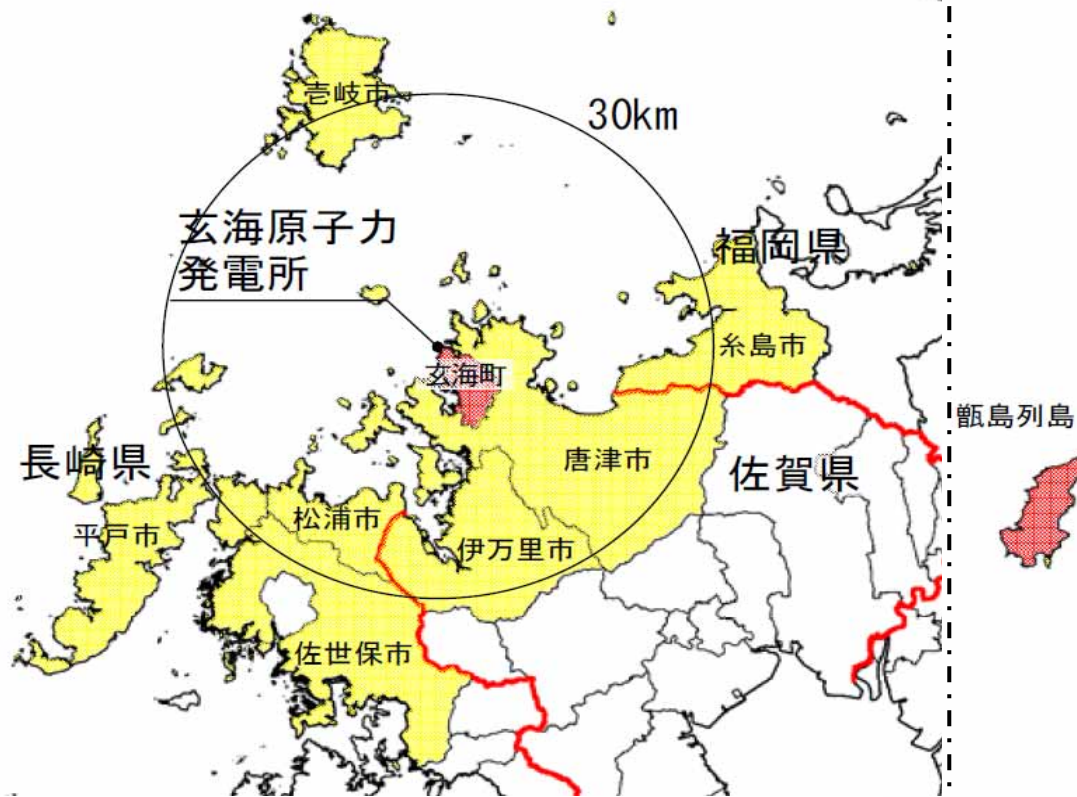 壱岐市
30km
玄海原子力
発電所
福岡県
糸島市
玄海町
甑島列島
長崎県
唐津市
佐賀県
松浦市
平戸市
伊万里市
佐世保市